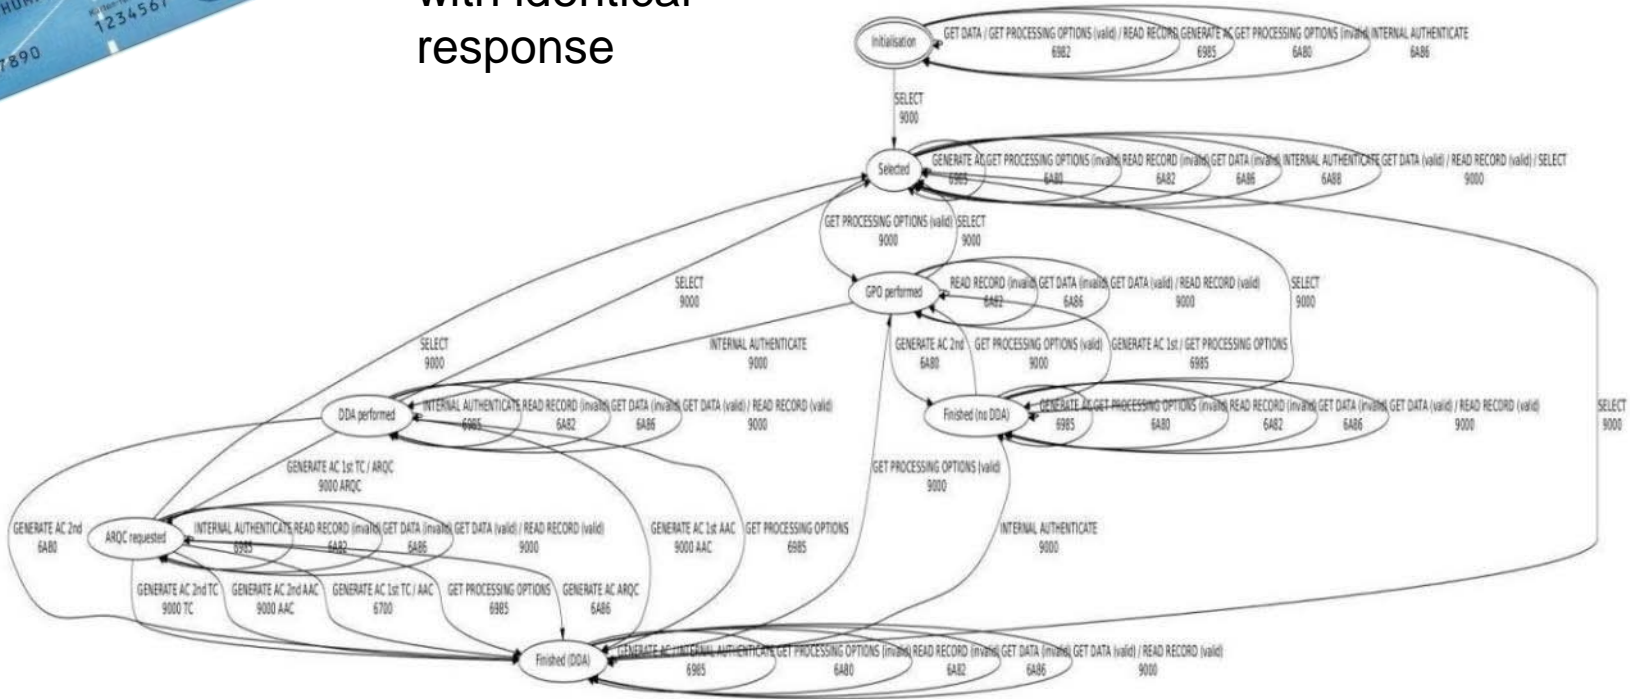 1234567
7890
with identical
response
Initialisation
GET DATA / GET PROCESSING OPTIONS (valid) / READ RECORD
6982
GENERATE AC
6985
GET PROCESSING OPTIONS (invalid)
6A80
INTERNAL AUTHENTICATE
6A86
SELECT
9000
Selected
GENERATE AC
6985
GET PROCESSING OPTIONS (invalid)
6A80
READ RECORD (invalid)
6A82
GET DATA (invalid)
6A86
INTERNAL AUTHENTICATE
6A88
GET DATA (valid) / READ RECORD (valid) / SELECT
9000
GET PROCESSING OPTIONS (valid)
9000
SELECT
9000
SELECT
9000
GPO performed
READ RECORD (invalid)
6A82
GET DATA (invalid)
6A86
GET DATA (valid) / READ RECORD (valid)
9000
SELECT
9000
SELECT
9000
INTERNAL AUTHENTICATE
9000
GENERATE AC 2nd
6A80
GET PROCESSING OPTIONS (valid)
9000
GENERATE AC 1st / GET PROCESSING OPTIONS
6985
DDA performed
INTERNAL AUTHENTICATE
6985
READ RECORD (invalid)
6A82
GET DATA (invalid)
6A86
GET DATA (valid) / READ RECORD (valid)
9000
Finished (no DDA)
GENERATE AC
6985
GET PROCESSING OPTIONS (invalid)
6A80
READ RECORD (invalid)
6A82
GET DATA (invalid)
6A86
GET DATA (valid) / READ RECORD (valid)
9000
SELECT
9000
GENERATE AC 1st TC / ARQC
9000 ARQC
GET PROCESSING OPTIONS (valid)
9000
GENERATE AC 2nd
6A80
ARQC requested
INTERNAL AUTHENTICATE
6985
READ RECORD (invalid)
6A82
GET DATA (invalid)
6A86
GET DATA (valid) / READ RECORD (valid)
9000
GENERATE AC 1st AAC
9000 AAC
GET PROCESSING OPTIONS
6985
INTERNAL AUTHENTICATE
9000
GENERATE AC 2nd TC
9000 TC
GENERATE AC 2nd AAC
9000 AAC
GENERATE AC 1st TC / AAC
6700
GET PROCESSING OPTIONS
6985
GENERATE AC ARQC
6A86
Finished (DDA)
GENERATE AC / INTERNAL AUTHENTICATE
6985
GET PROCESSING OPTIONS (invalid)
6A80
READ RECORD (invalid)
6A82
GET DATA (invalid)
6A86
GET DATA (valid) / READ RECORD (valid)
9000